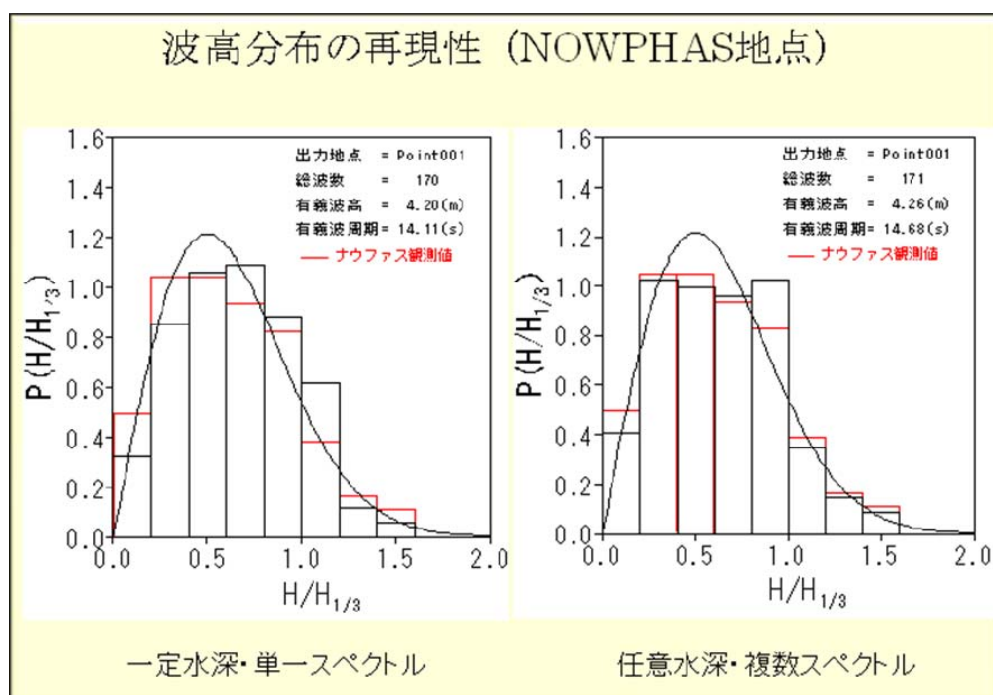 波高分布の再現性 (NOWPHAS地点)
1.6
1.4
1.2
1.0
0.8
0.6
0.4
0.2
0.0
P(H/H1/3)
出力地点 = Point001
総波数 = 170
有義波高 = 4.20(m)
有義波周期= 14.11(s)
ナウファス観測値
0.0 0.5 1.0 1.5 2.0
H/H1/3
一定水深・単一スペクトル
1.6
1.4
1.2
1.0
0.8
0.6
0.4
0.2
0.0
P(H/H1/3)
出力地点 = Point001
総波数 = 171
有義波高 = 4.26(m)
有義波周期= 14.68(s)
ナウファス観測値
0.0 0.5 1.0 1.5 2.0
H/H1/3
任意水深・複数スペクトル